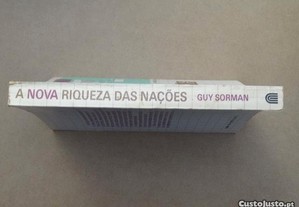 A NOVA RIQUEZA DAS NAÇÕES GUY SORMAN
CustoJusto.pt